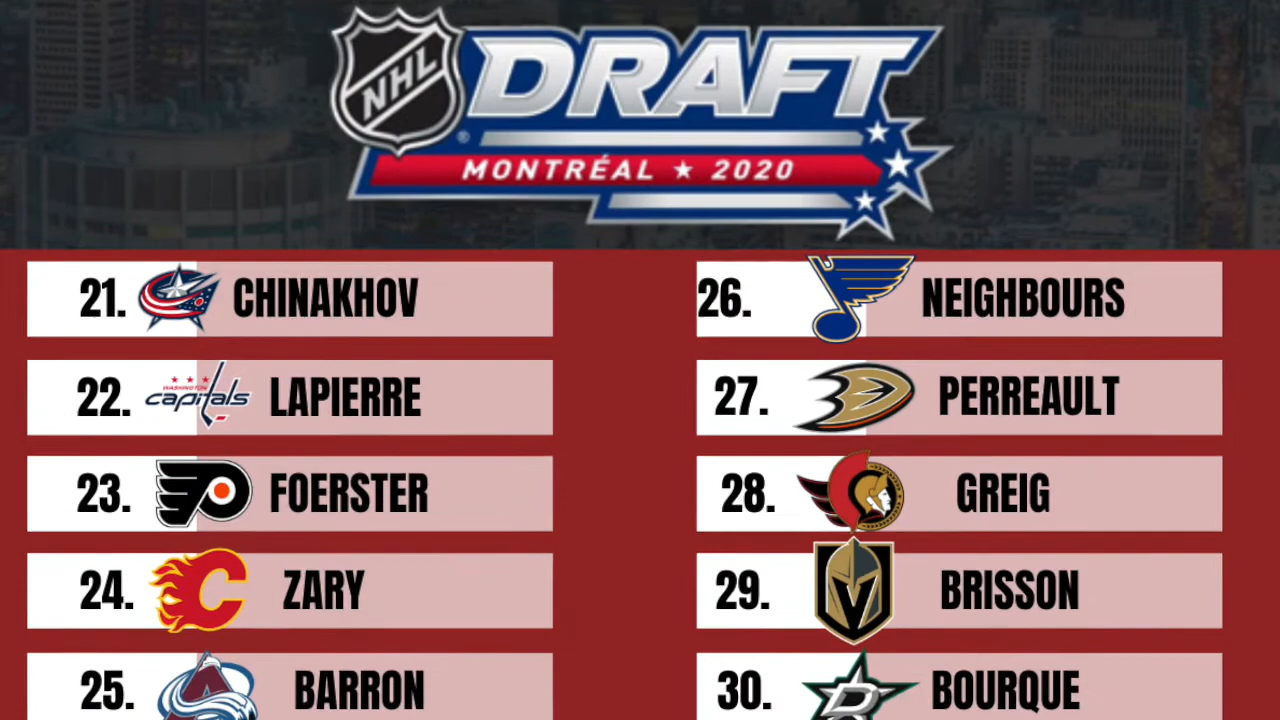 NHL
DRAFT
MONTRÉAL ★ 2020
21. CHINAKHOV
22. WASHINGTON capitals LAPIERRE
23. FOERSTER
24. C ZARY
25. A BARRON
26. NEIGHBOURS
27. PERREAULT
28. GREIG
29. BRISSON
30. D BOURQUE